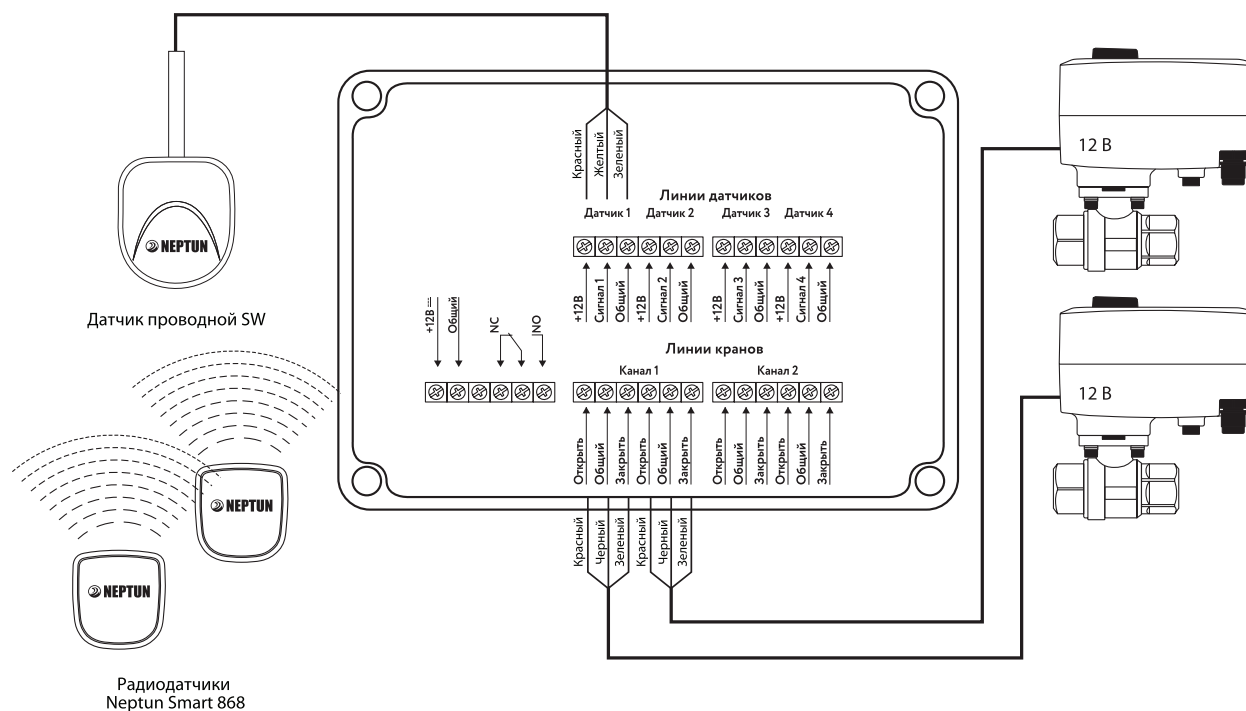 Красный
Желтый
Зеленый
Линии датчиков
Датчик 1 Датчик 2 Датчик 3 Датчик 4
+12В
Сигнал 1
Общий
+12В
Сигнал 2
Общий
+12В
Сигнал 3
Общий
+12В
Сигнал 4
Общий
12 В
NEPTUN
Датчик проводной SW
+12В
Общий
NC
NO
Линии кранов
Канал 1 Канал 2
Открыть
Общий
Закрыть
Открыть
Общий
Закрыть
Открыть
Общий
Закрыть
Открыть
Общий
Закрыть
12 В
Красный
Черный
Зеленый
Красный
Черный
Зеленый
NEPTUN
NEPTUN
Радиодатчики
Neptun Smart 868